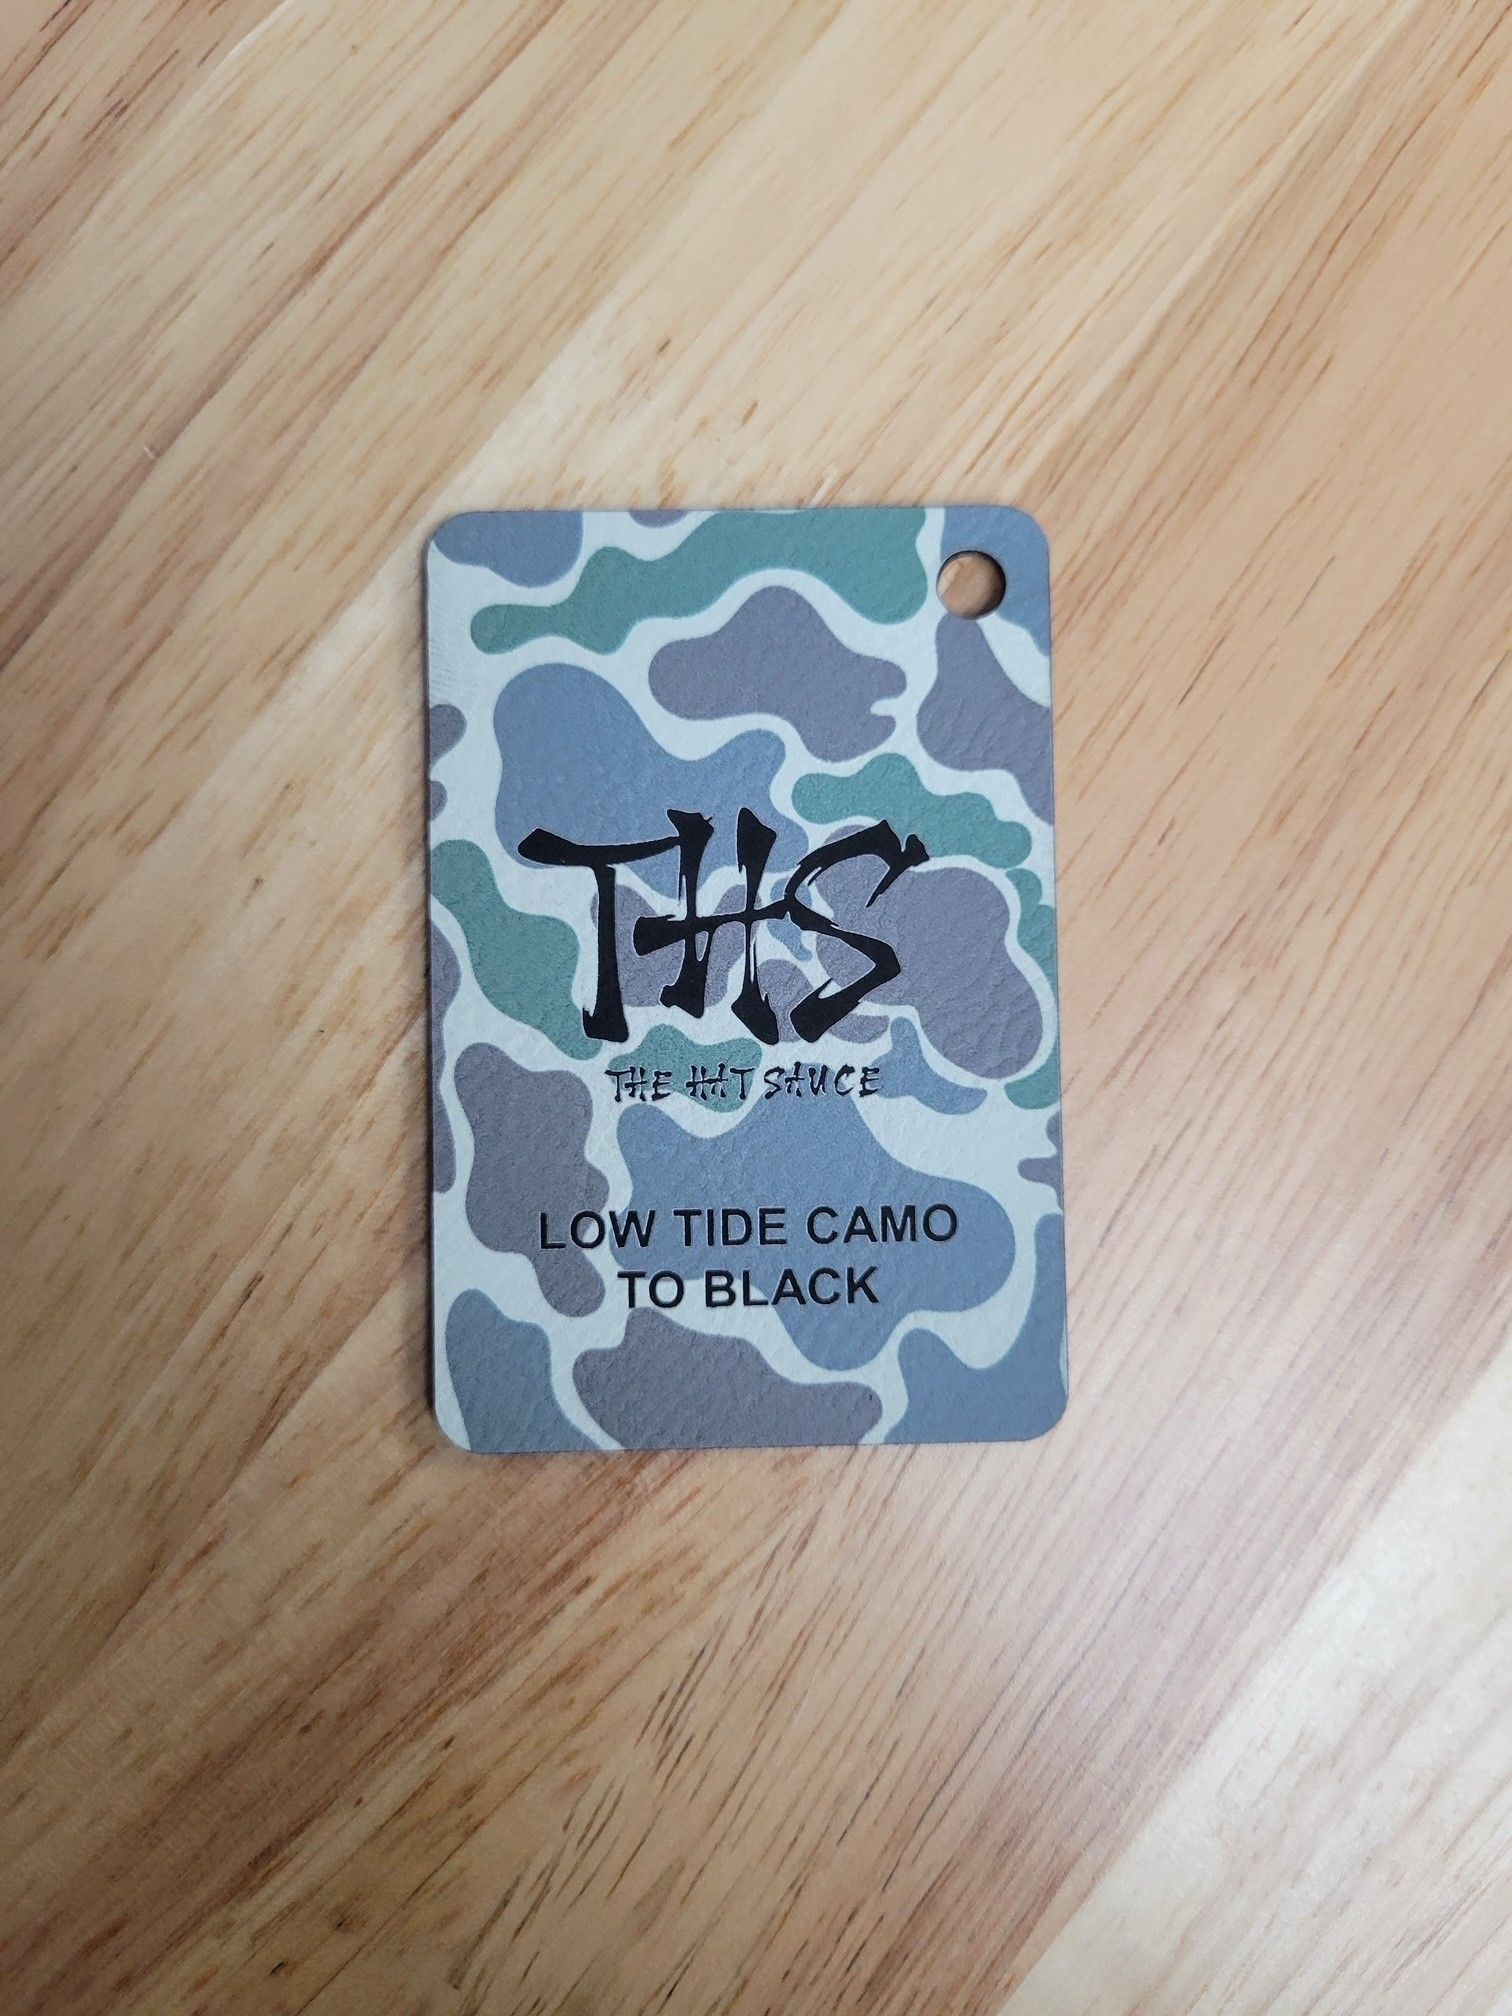 THS
THE HAT SAUCE
LOW TIDE CAMO
TO BLACK